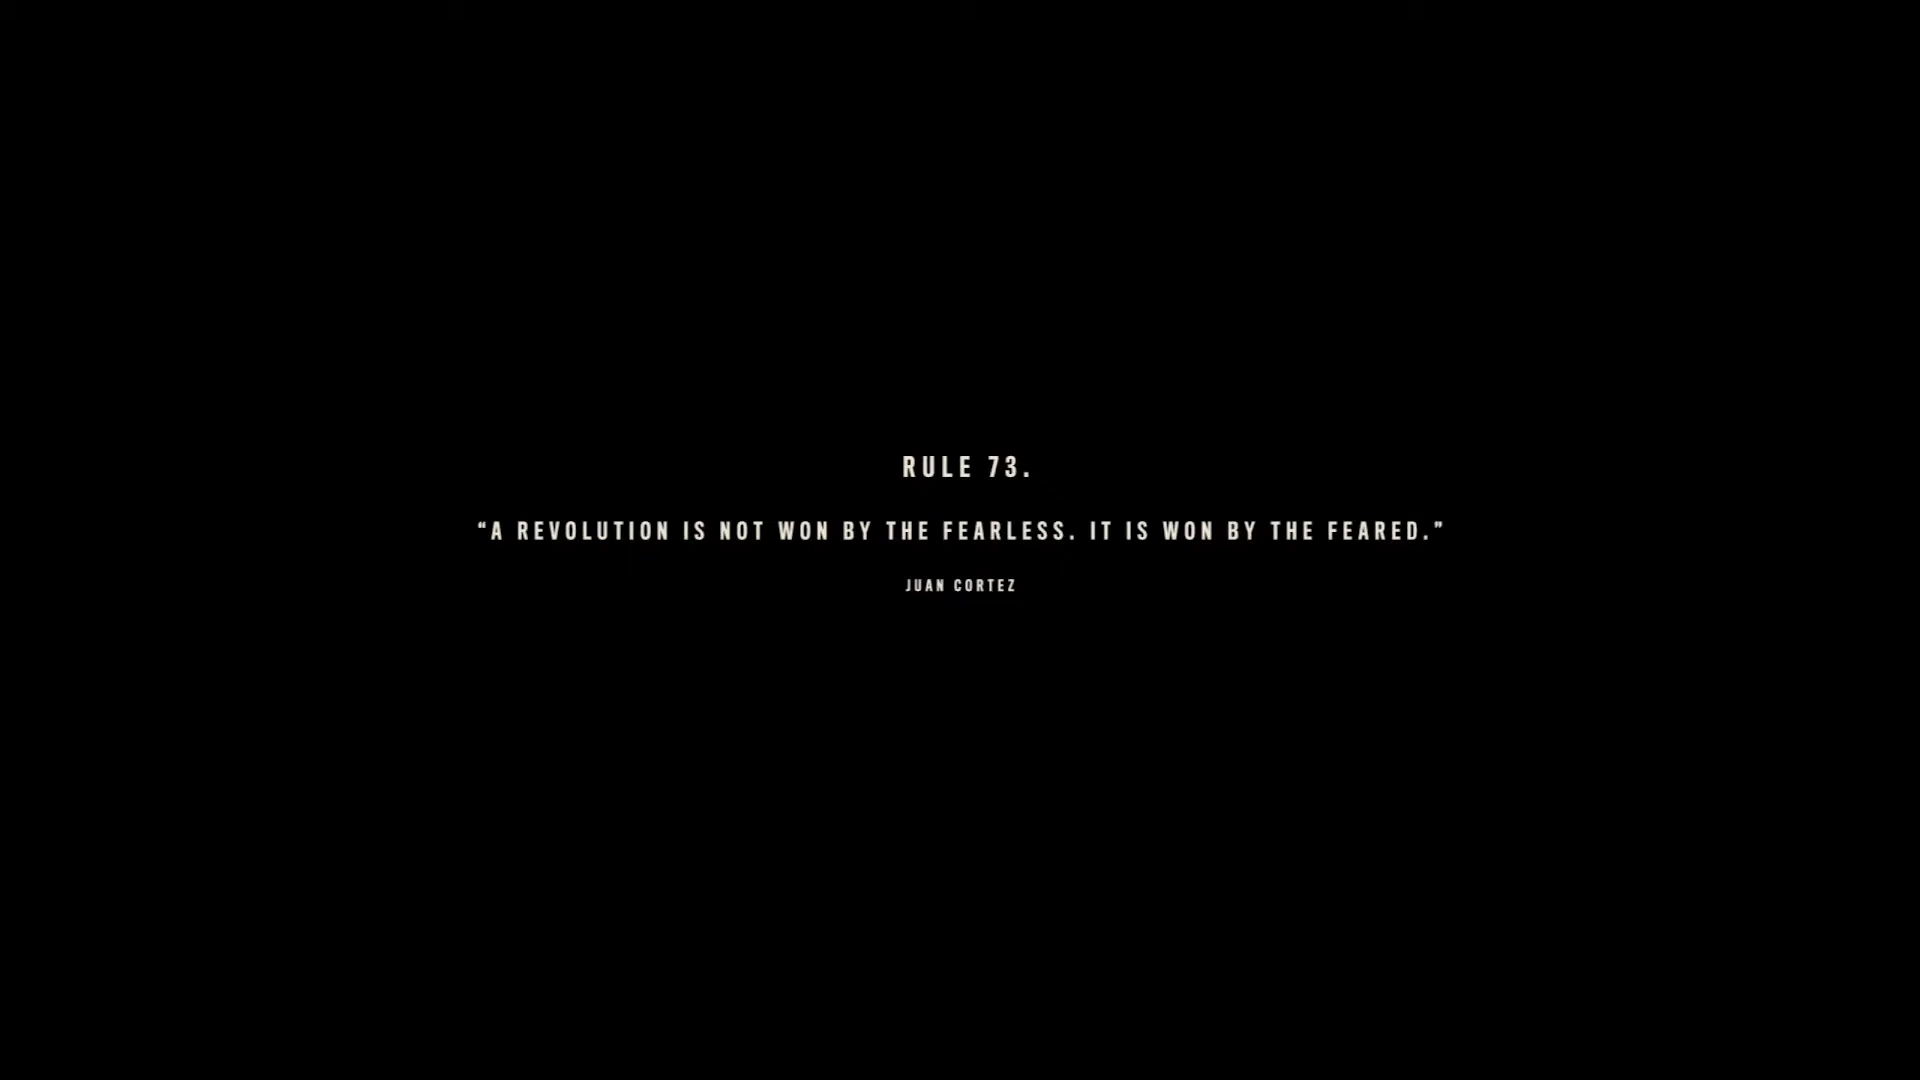 RULE 73.
“A REVOLUTION IS NOT WON BY THE FEARLESS. IT IS WON BY THE FEARED.”
JUAN CORTEZ